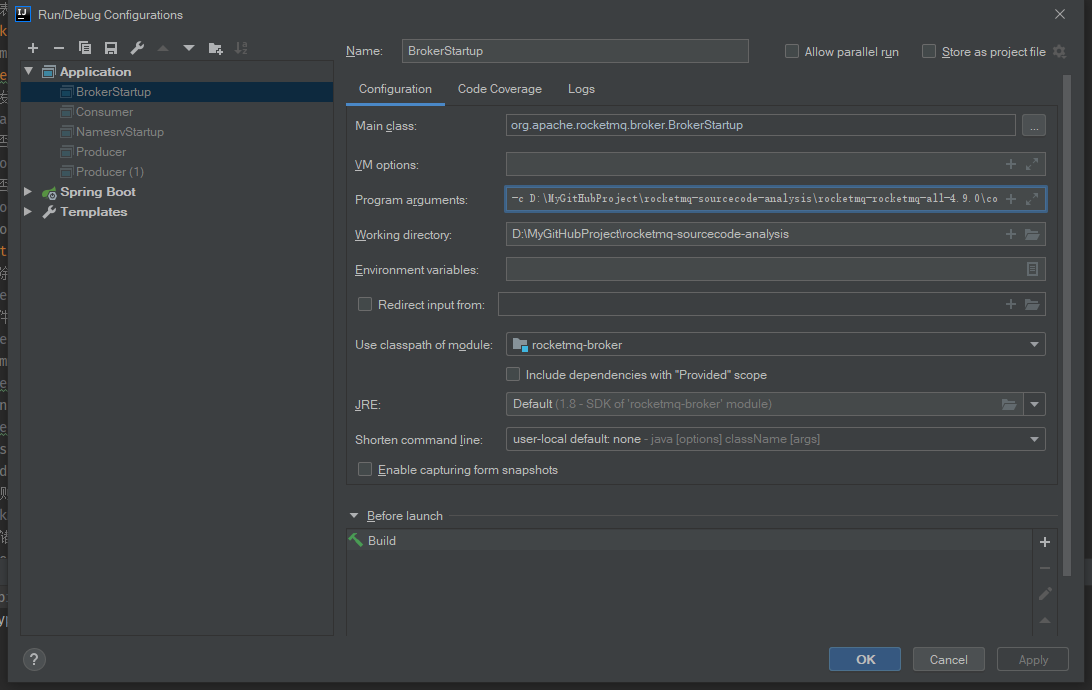 Run/Debug Configurations
Name:
BrokerStartup
Allow parallel run
Store as project file
Application
BrokerStartup
Consumer
NamesrvStartup
Producer
Producer (1)
Spring Boot
Templates
Configuration
Code Coverage
Logs
Main class:
org.apache.rocketmq.broker.BrokerStartup
...
VM options:
Program arguments:
-c D:\MyGitHubProject\rocketmq-sourcecode-analysis\rocketmq-rocketmq-all-4.9.0\co
Working directory:
D:\MyGitHubProject\rocketmq-sourcecode-analysis
Environment variables:
Redirect input from:
Use classpath of module:
rocketmq-broker
Include dependencies with "Provided" scope
JRE:
Default (1.8 - SDK of 'rocketmq-broker' module)
Shorten command line:
user-local default: none - java [options] className [args]
Enable capturing form snapshots
Before launch
Build
?
OK
Cancel
Apply